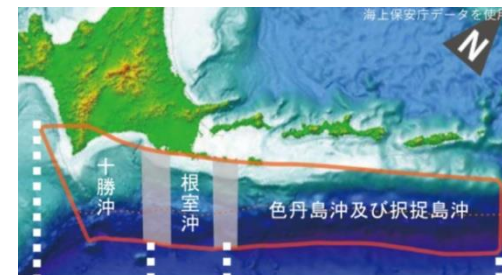 海上保安庁データを使用
N
十勝沖
根室沖
色丹島沖及び択捉島沖